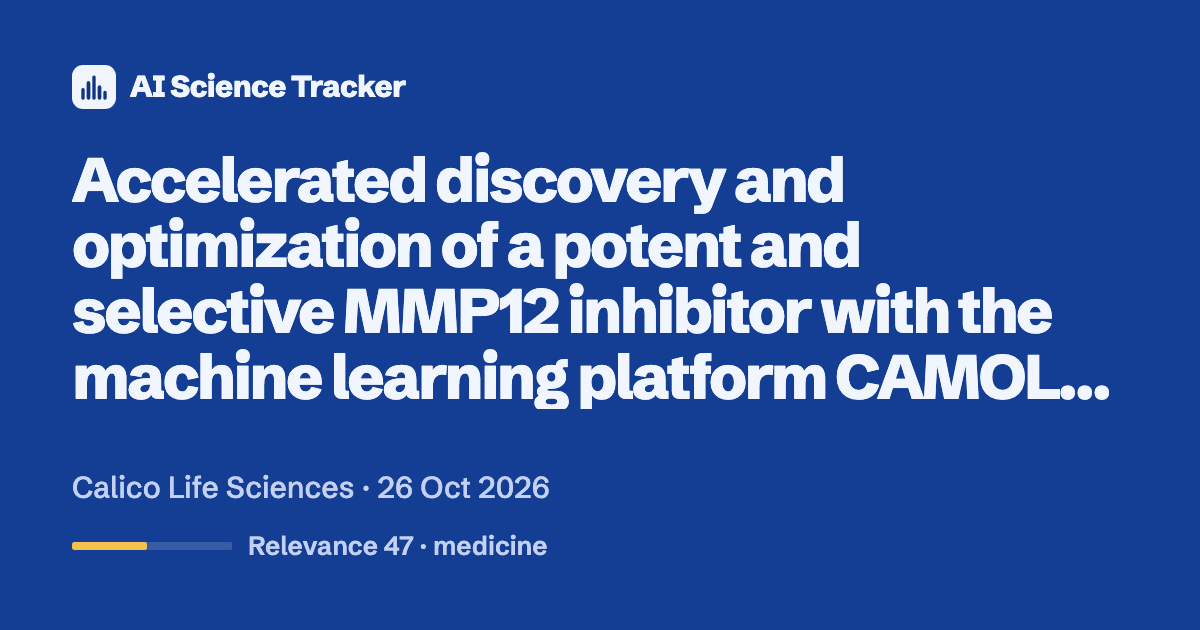 AI Science Tracker
Accelerated discovery and
optimization of a potent and
selective MMP12 inhibitor with the
machine learning platform CAMOL...
Calico Life Sciences · 26 Oct 2026
Relevance 47 · medicine